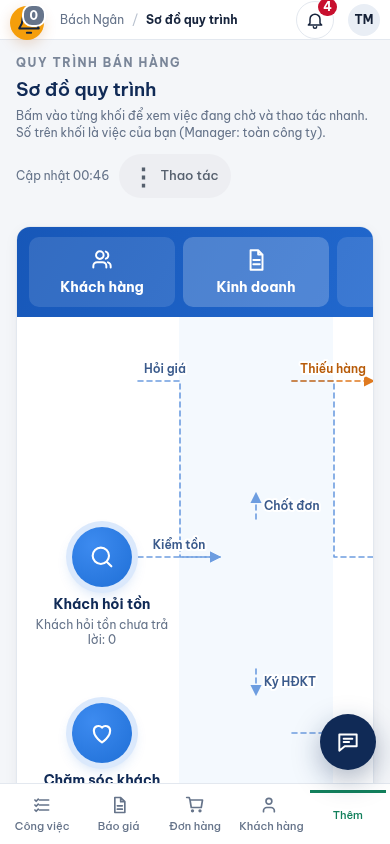 0
Bách Ngân / Sơ đồ quy trình
4
TM
QUY TRÌNH BÁN HÀNG
Sơ đồ quy trình
Bấm vào từng khối để xem việc đang chờ và thao tác nhanh.
Số trên khối là việc của bạn (Manager: toàn công ty).
Cập nhật 00:46
Thao tác
Khách hàng
Kinh doanh
Hỏi giá
Thiếu hàng
Chốt đơn
Kiểm tồn
Khách hỏi tồn
Khách hỏi tồn chưa trả
lời: 0
Ký HĐKT
Chăm sóc khách
Công việc
Báo giá
Đơn hàng
Khách hàng
Thêm